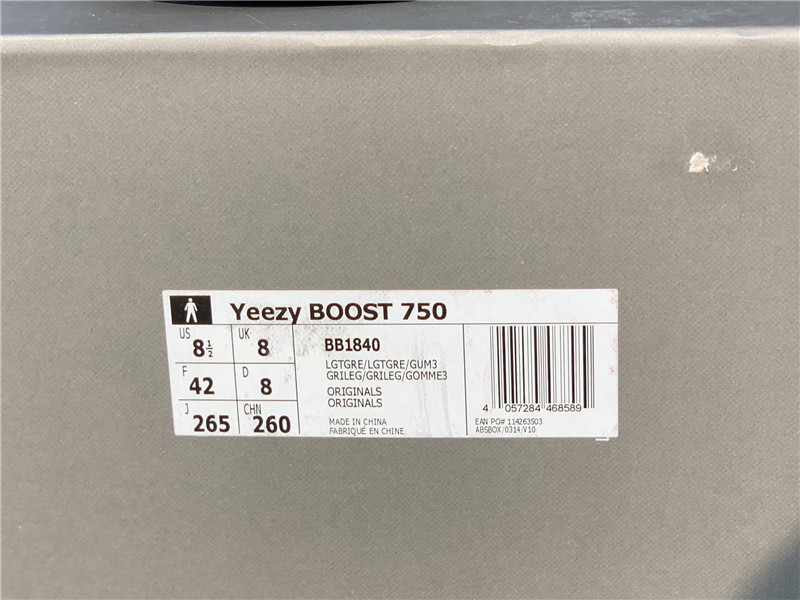 Yeezy BOOST 750
US 8½ UK 8
F 42 D 8
J 265 CHN 260
BB1840
LGTGRE/LGTGRE/GUM3
GRILEG/GRILEG/GOMME3
ORIGINALS
ORIGINALS
MADE IN CHINA
FABRIQUÉ EN CHINE
4 057284 468589
EAN PO# 114263503
ABSBOX/0314/V10